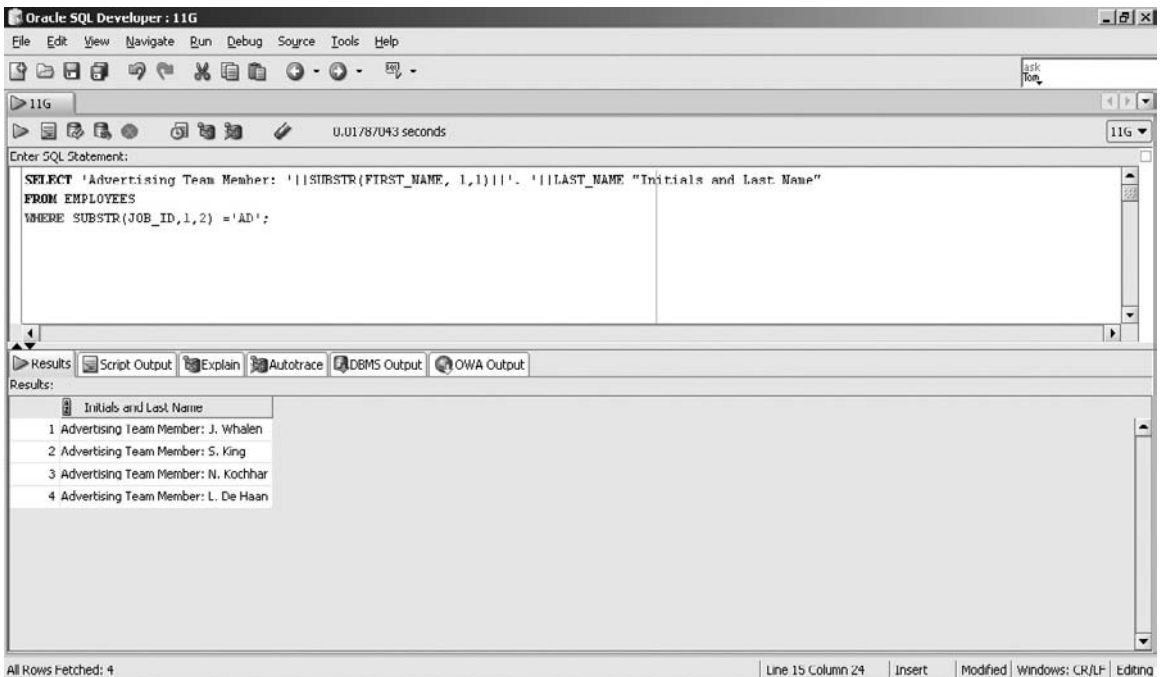 Oracle SQL Developer : 11G
File Edit View Navigate Run Debug Source Tools Help
ask
Tom
11G
0.01787043 seconds
11G
Enter SQL Statement:
SELECT 'Advertising Team Member: '||SUBSTR(FIRST_NAME, 1,1)||'. '||LAST_NAME "Initials and Last Name"
FROM EMPLOYEES
WHERE SUBSTR(JOB_ID,1,2) ='AD';
Results Script Output Explain Autotrace DBMS Output OWA Output
Results:
Initials and Last Name
1 Advertising Team Member: J. Whalen
2 Advertising Team Member: S. King
3 Advertising Team Member: N. Kochhar
4 Advertising Team Member: L. De Haan
All Rows Fetched: 4
Line 15 Column 24 Insert Modified Windows: CR/LF Editing